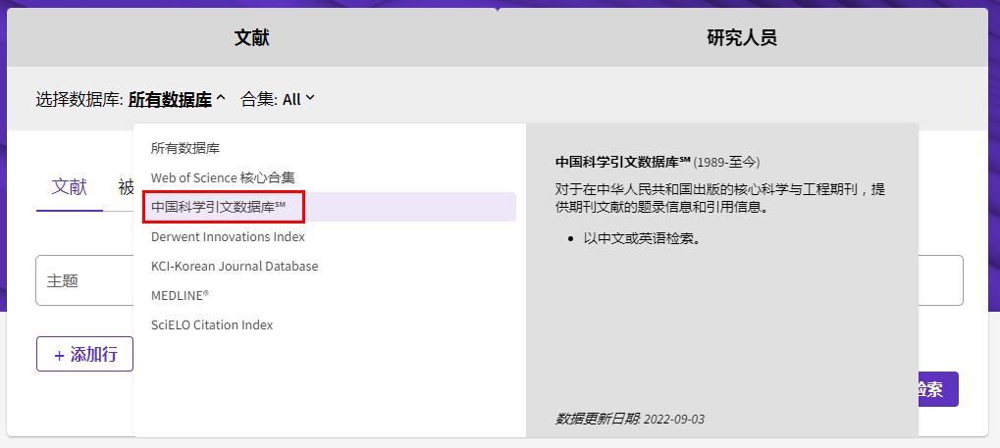 文献 研究人员
选择数据库: 所有数据库 合集: All
文献 被
主题
+ 添加行
所有数据库
Web of Science 核心合集
中国科学引文数据库℠
Derwent Innovations Index
KCI-Korean Journal Database
MEDLINE®
SciELO Citation Index
中国科学引文数据库℠ (1989-至今)
对于在中华人民共和国出版的核心科学与工程期刊，提
供期刊文献的题录信息和引用信息。
• 以中文或英语检索。
数据更新日期: 2022-09-03
检索